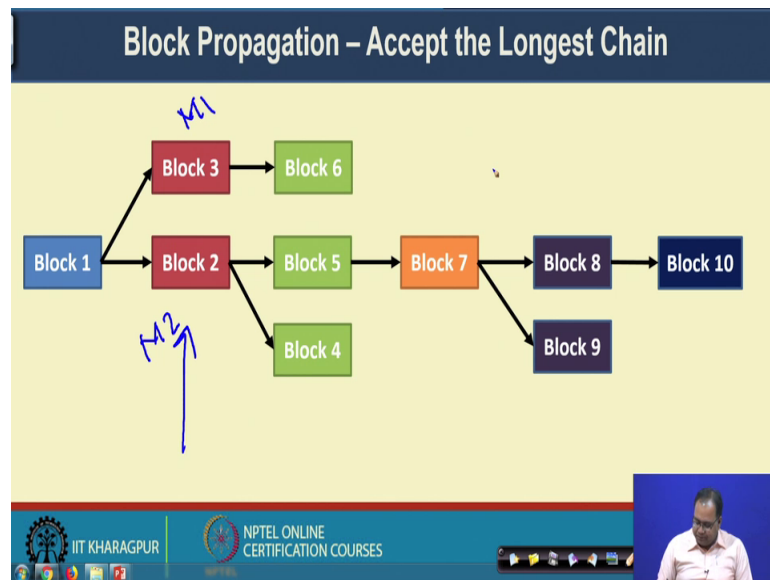 Block Propagation – Accept the Longest Chain
M1
Block 3
Block 6
Block 1
Block 2
Block 5
Block 7
Block 8
Block 10
M2
Block 4
Block 9
IIT KHARAGPUR
NPTEL ONLINE
CERTIFICATION COURSES